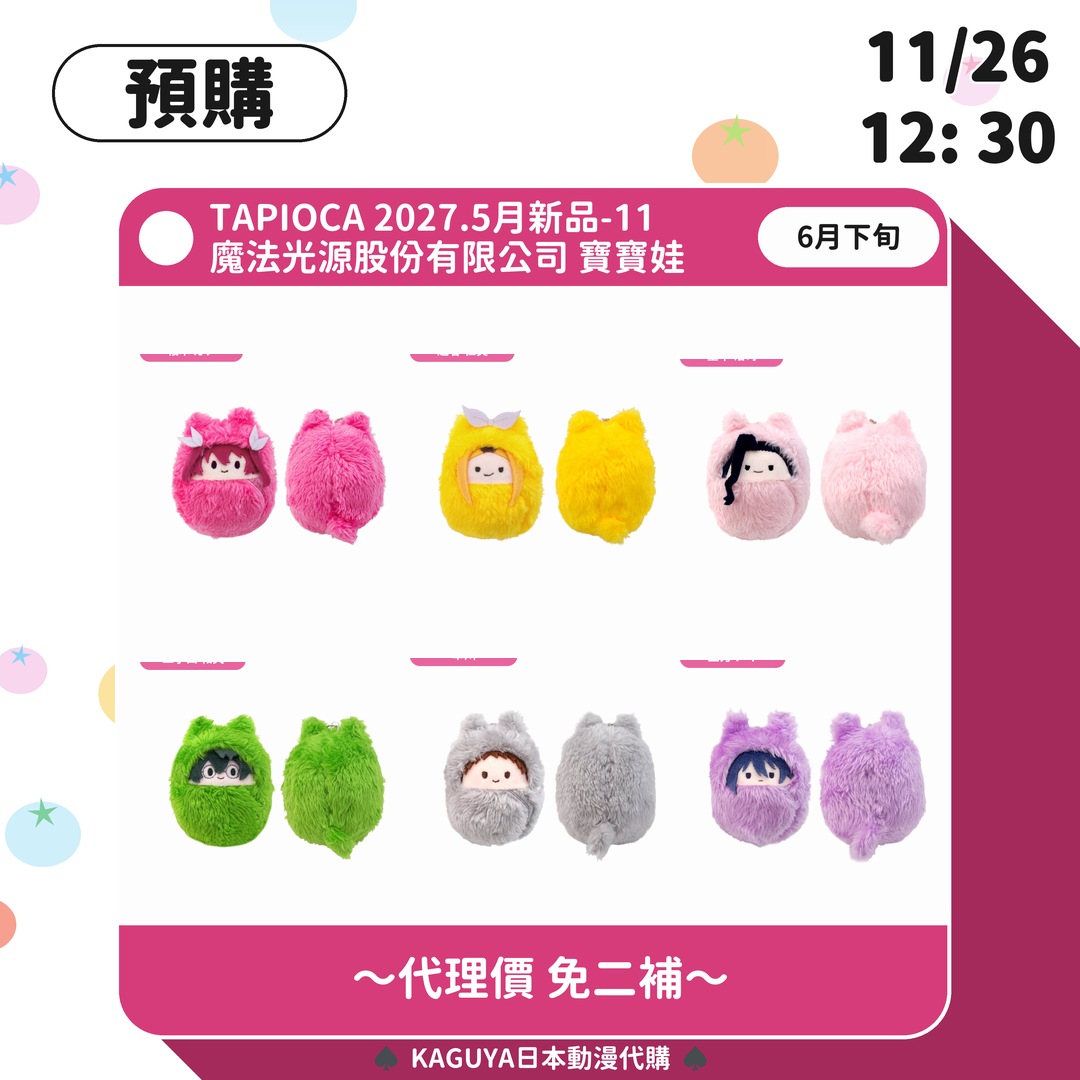 預購
11/26
12: 30
TAPIOCA 2027.5月新品-11
魔法光源股份有限公司 寶寶娃
6月下旬
～代理價 免二補～
KAGUYA日本動漫代購